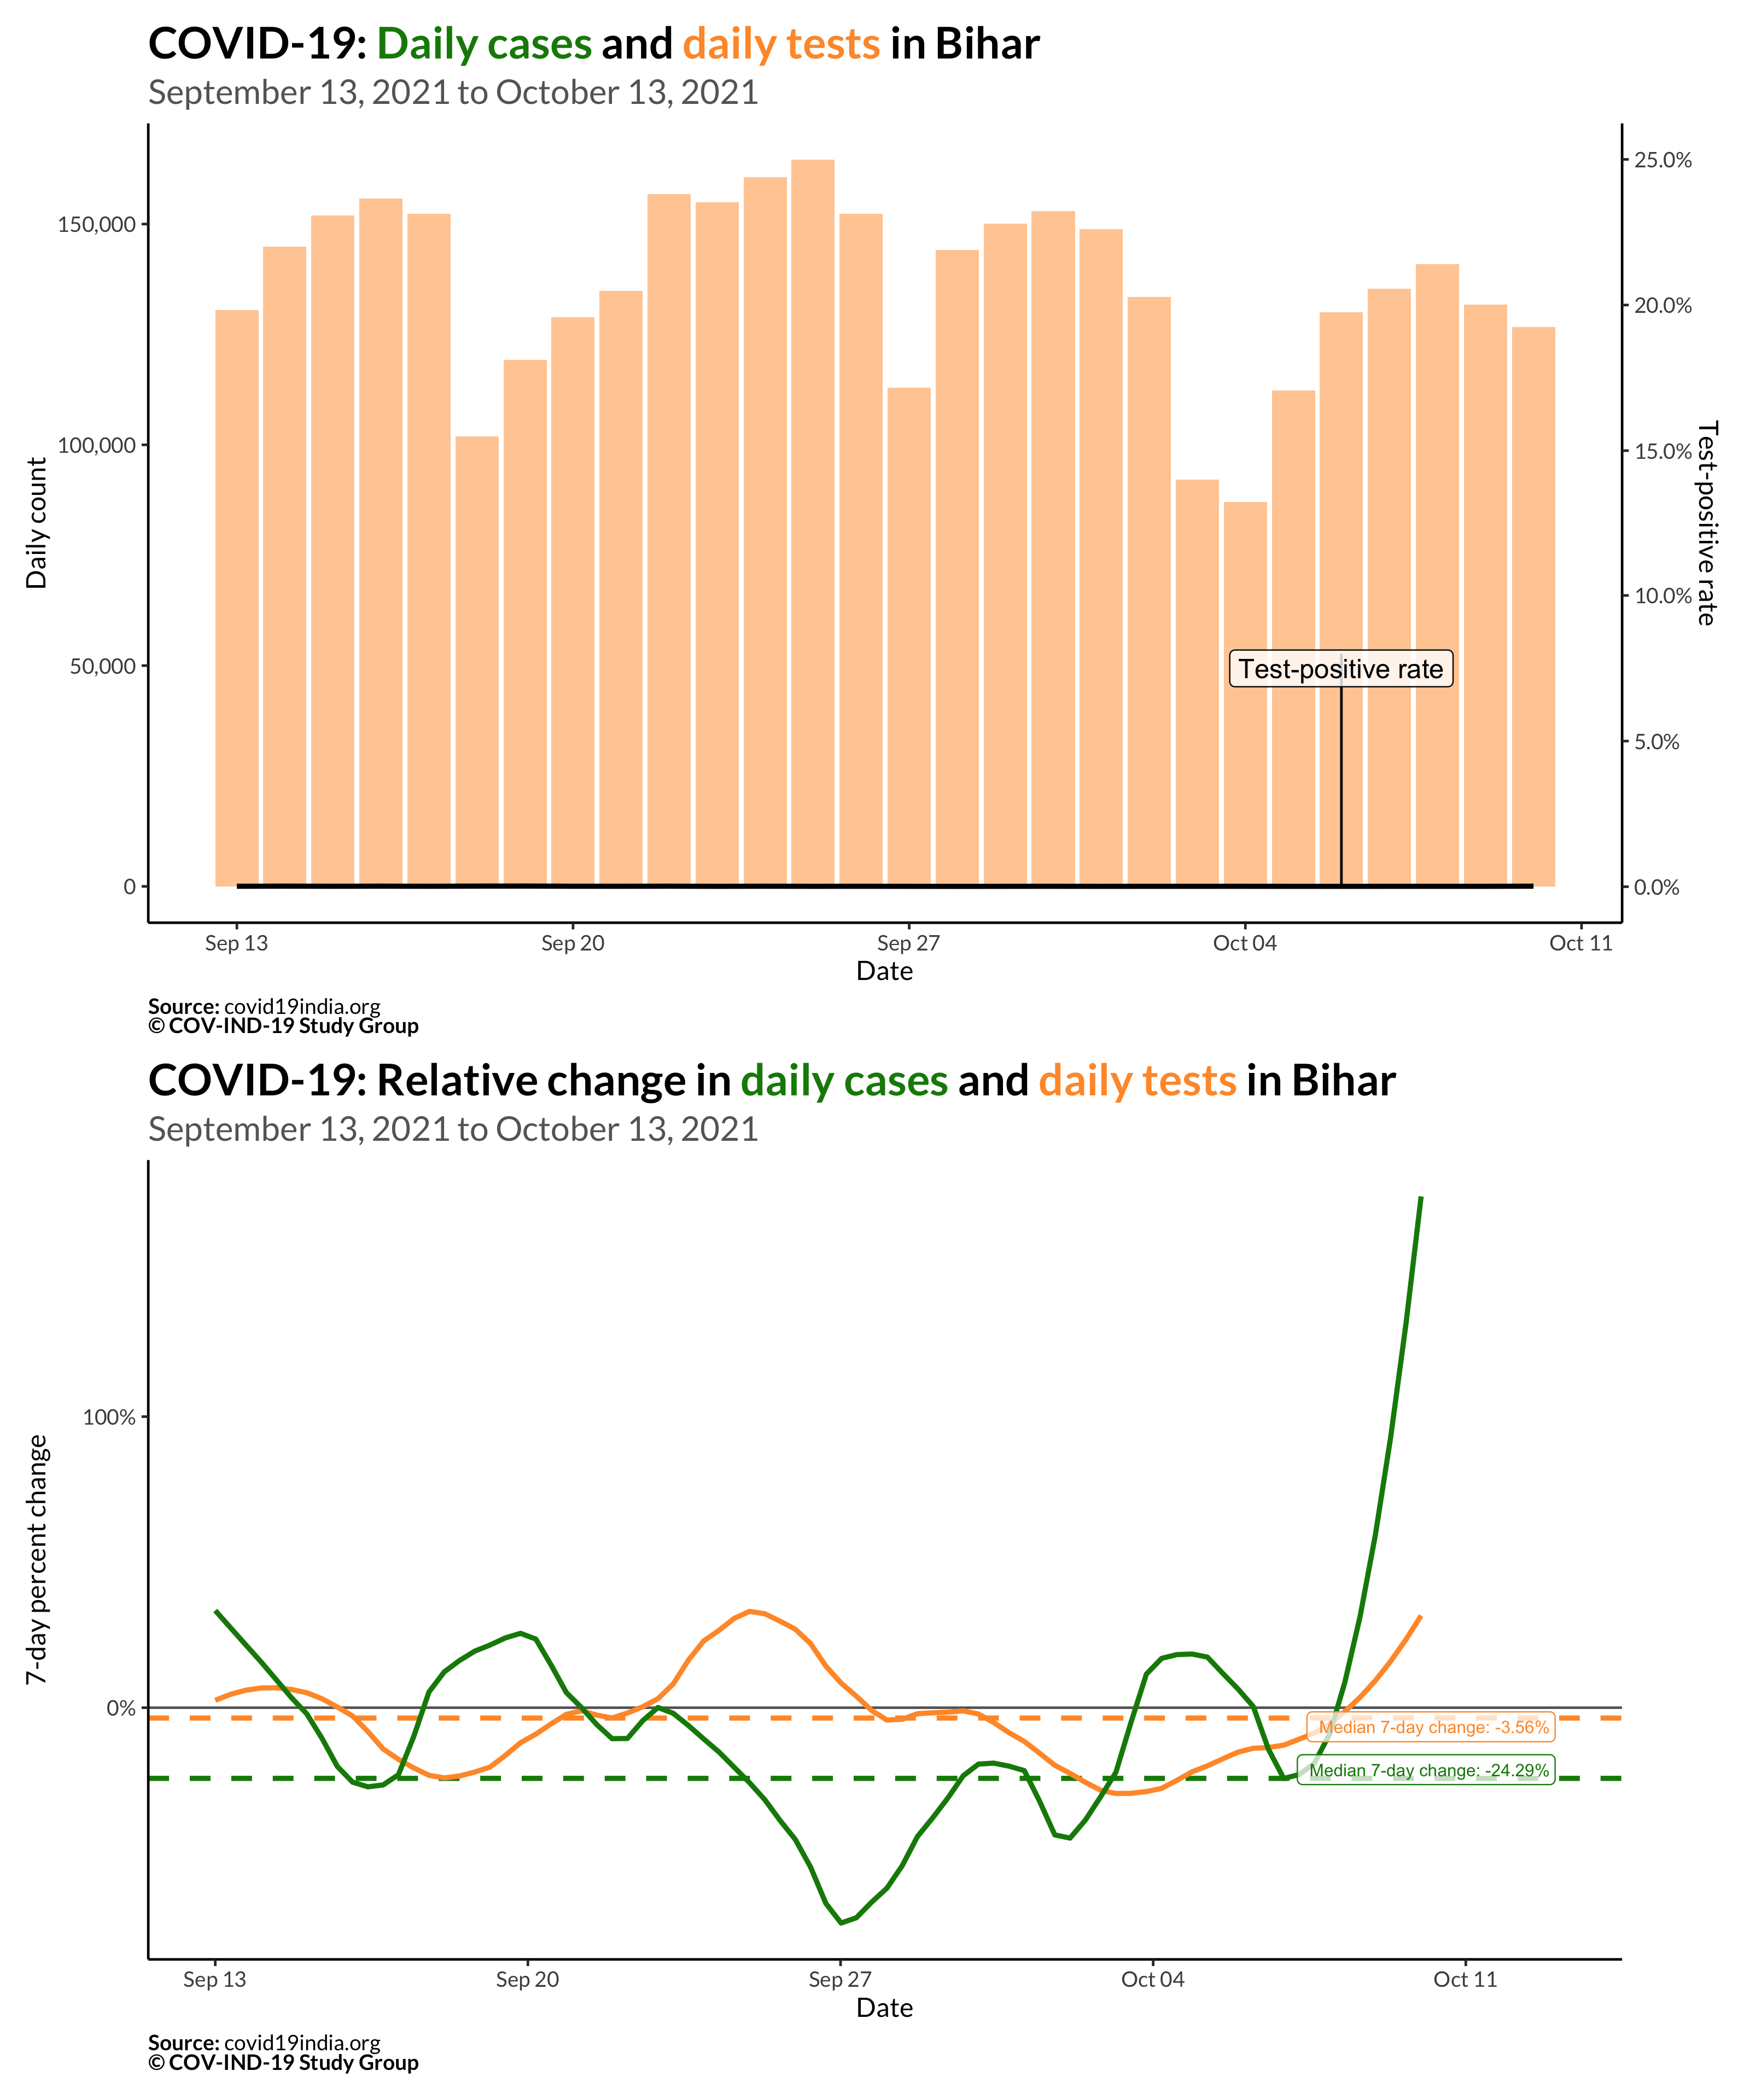 COVID-19: Daily cases and daily tests in Bihar
September 13, 2021 to October 13, 2021
Daily count
150,000
100,000
50,000
0
25.0%
20.0%
15.0%
10.0%
5.0%
0.0%
Test-positive rate
Test-positive rate
Sep 13 Sep 20 Sep 27 Oct 04 Oct 11
Date
Source: covid19india.org
© COV-IND-19 Study Group
COVID-19: Relative change in daily cases and daily tests in Bihar
September 13, 2021 to October 13, 2021
7-day percent change
100%
0%
Median 7-day change: -3.56%
Median 7-day change: -24.29%
Sep 13 Sep 20 Sep 27 Oct 04 Oct 11
Date
Source: covid19india.org
© COV-IND-19 Study Group